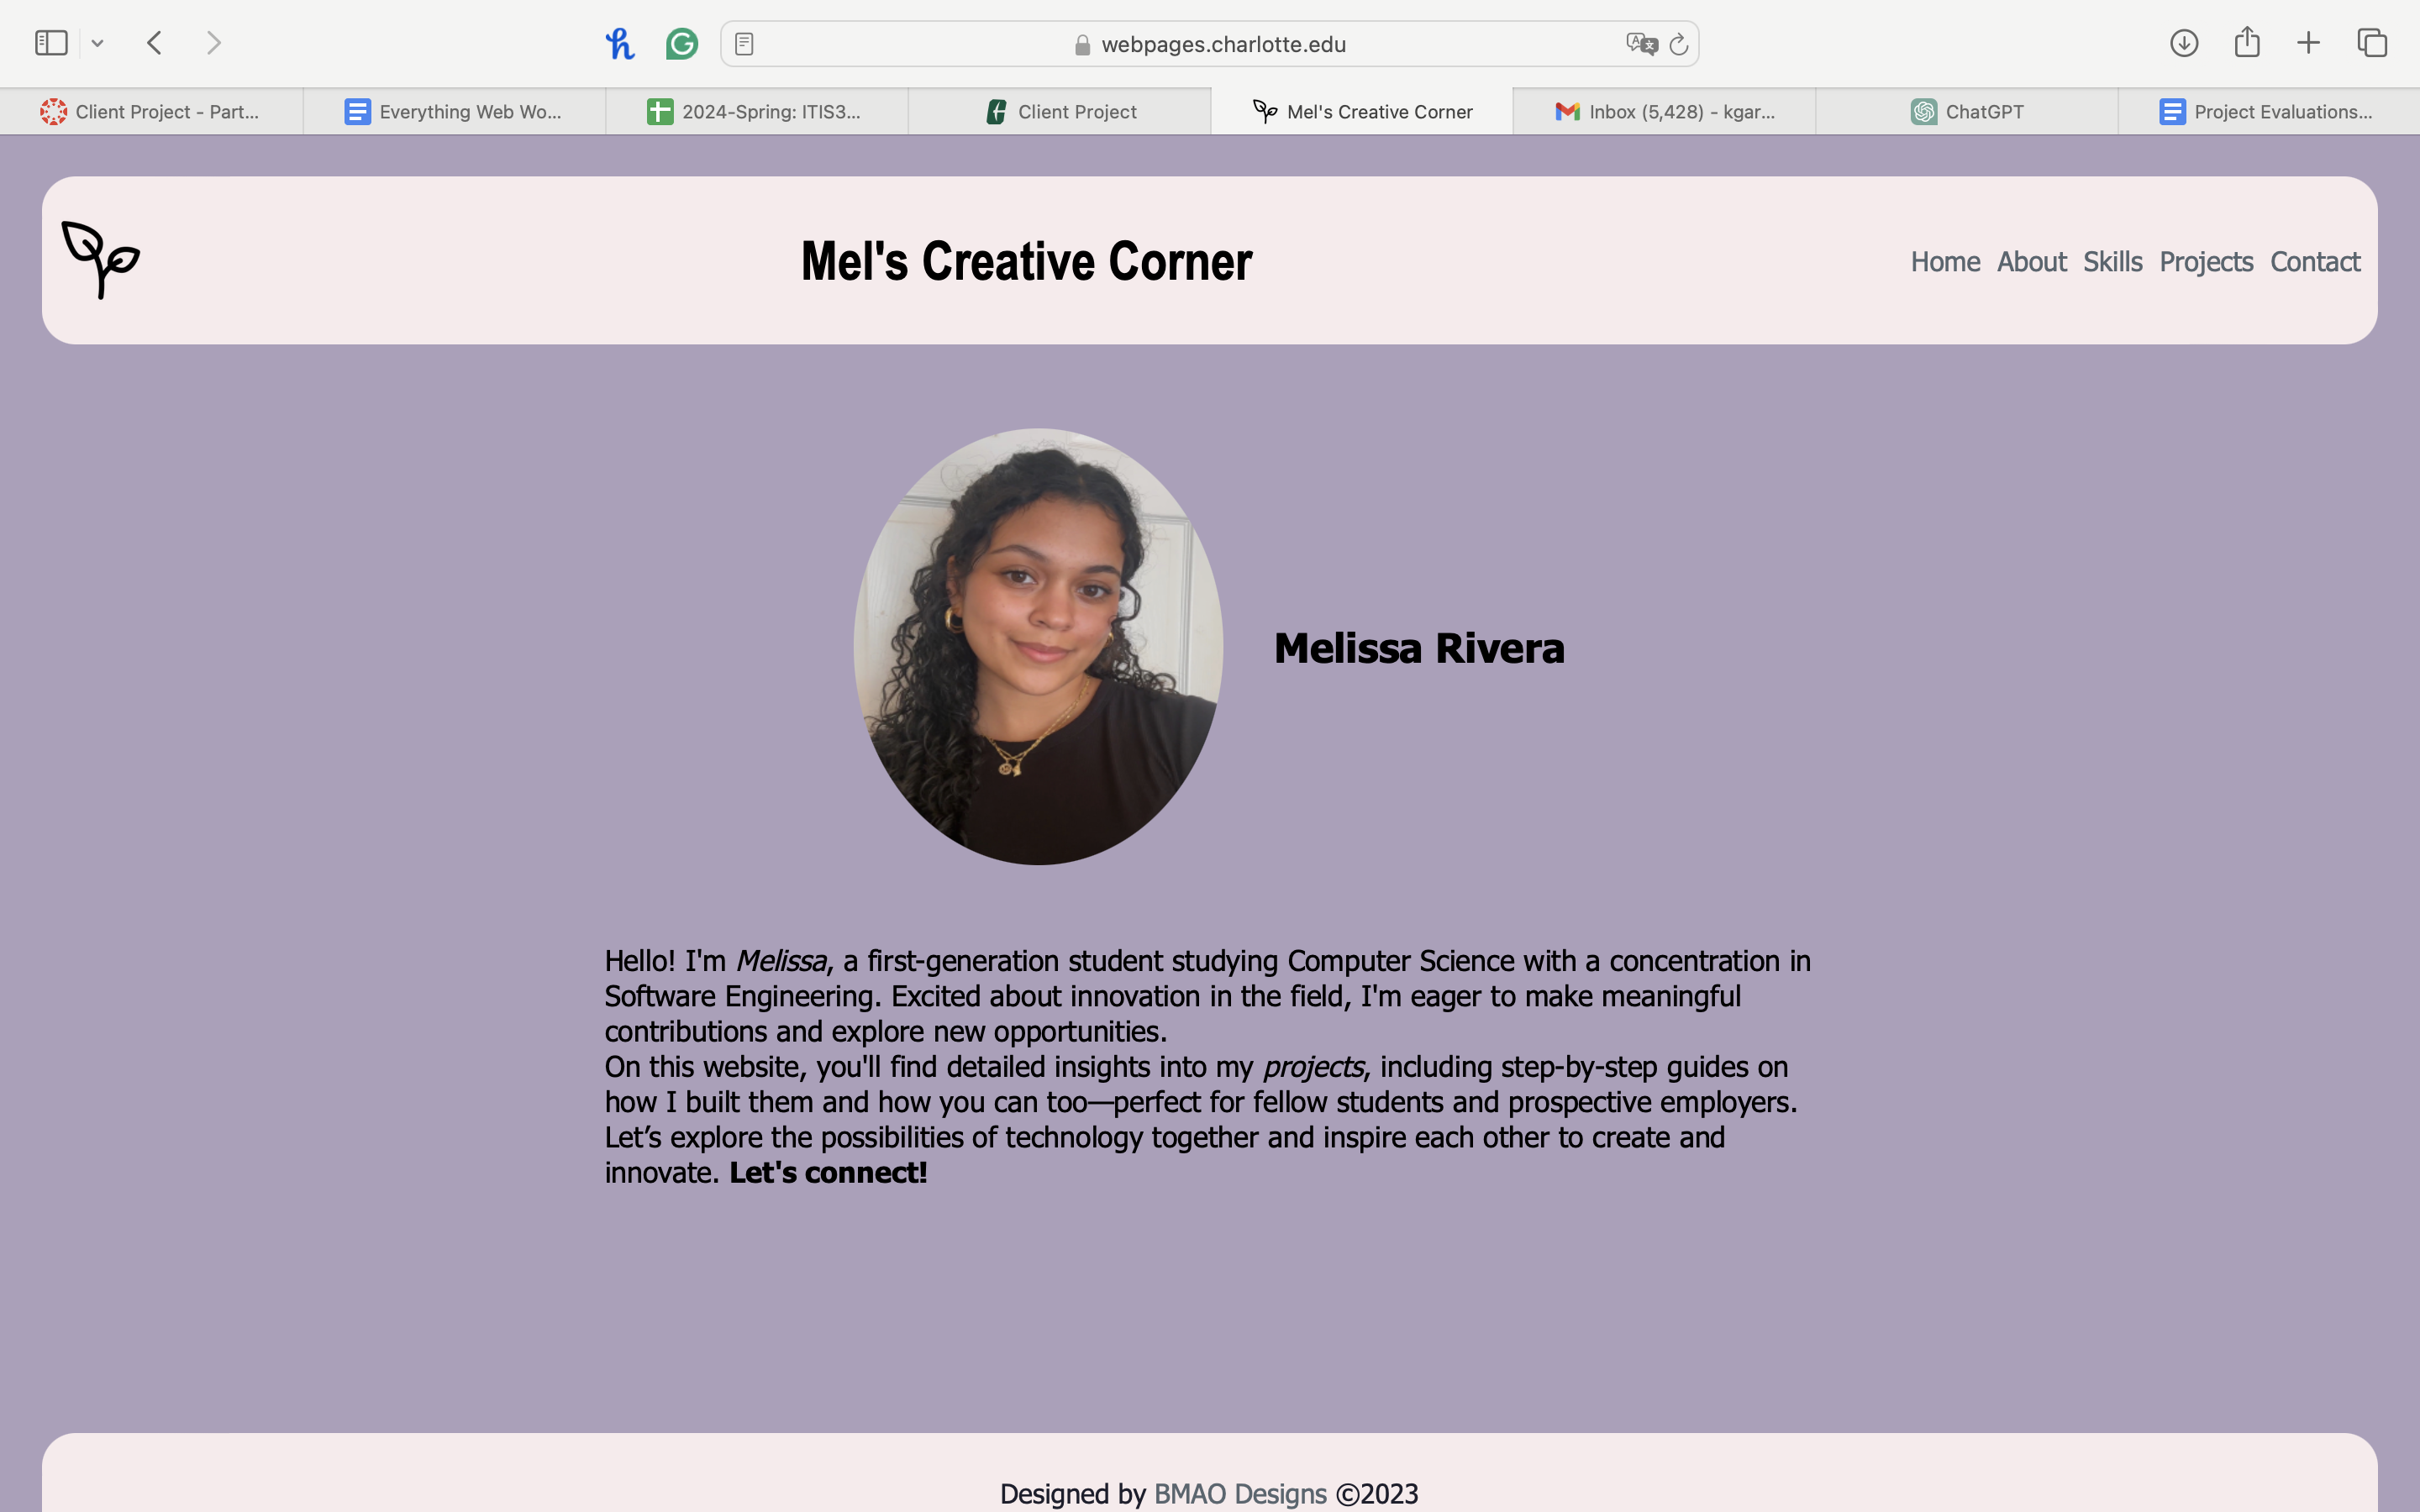 webpages.charlotte.edu
Client Project - Part...
Everything Web Wo...
2024-Spring: ITIS3...
Client Project
Mel's Creative Corner
Inbox (5,428) - kgar...
ChatGPT
Project Evaluations...
Mel's Creative Corner
Home About Skills Projects Contact
Melissa Rivera
Hello! I'm Melissa, a first-generation student studying Computer Science with a concentration in
Software Engineering. Excited about innovation in the field, I'm eager to make meaningful
contributions and explore new opportunities.
On this website, you'll find detailed insights into my projects, including step-by-step guides on
how I built them and how you can too—perfect for fellow students and prospective employers.
Let’s explore the possibilities of technology together and inspire each other to create and
innovate. Let's connect!
Designed by BMAO Designs ©2023